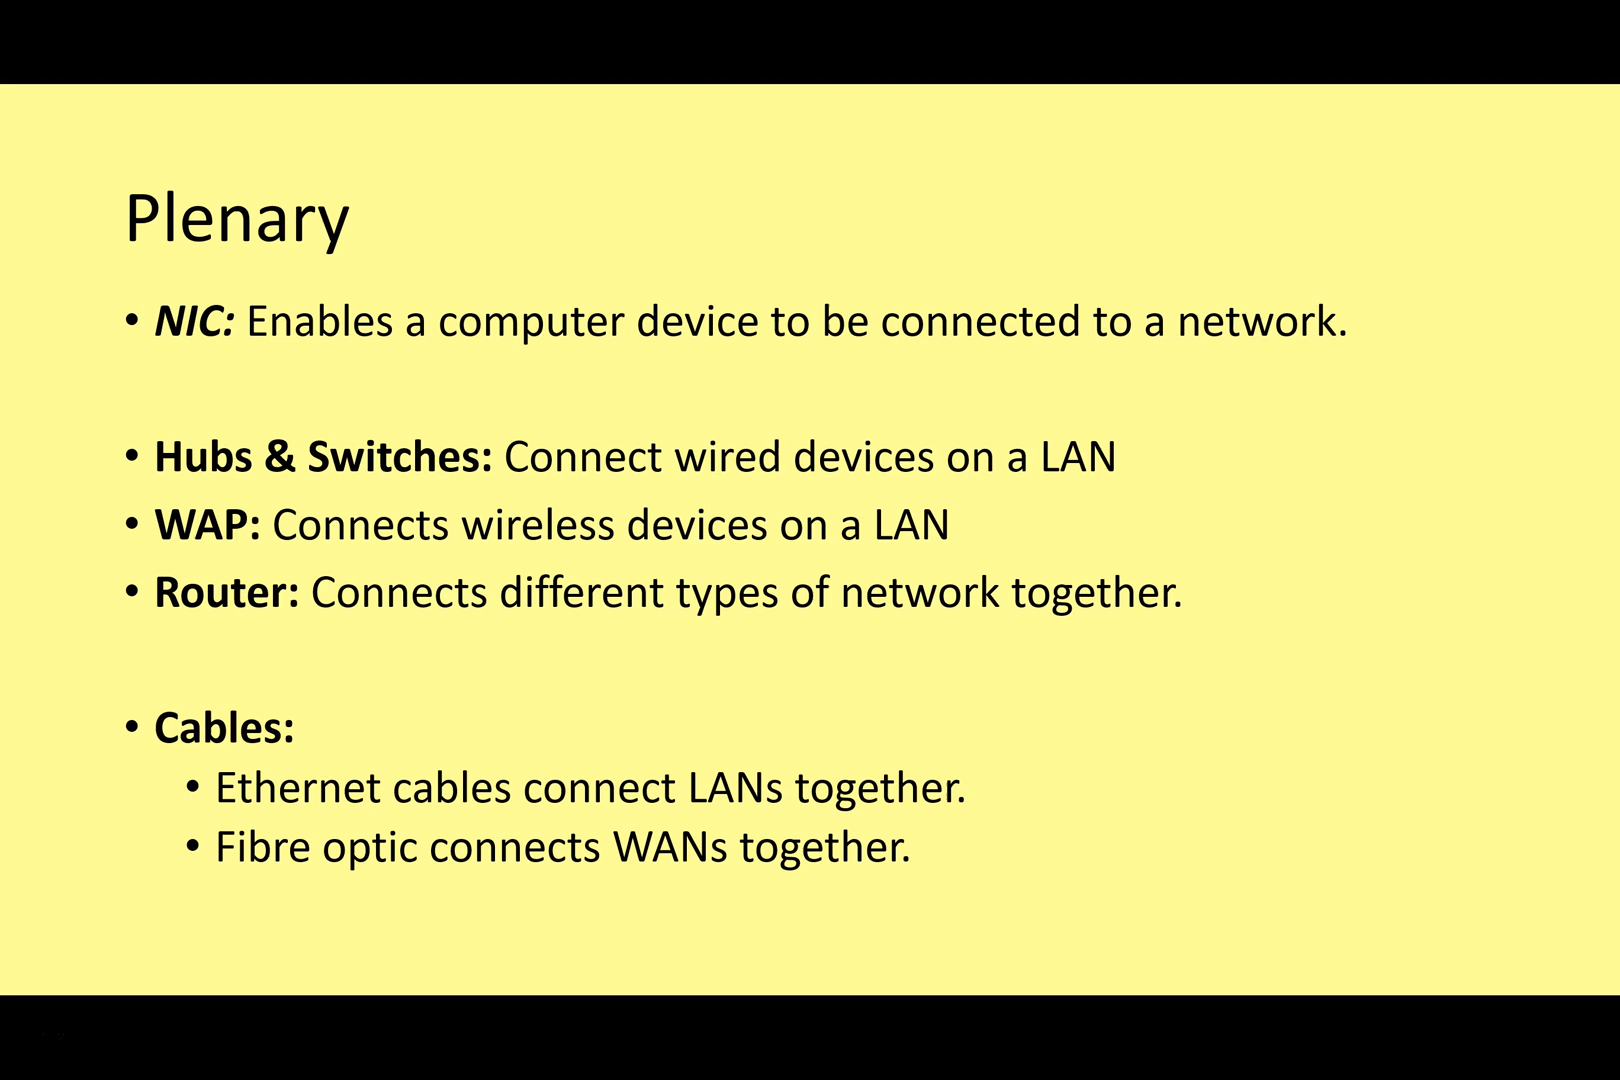 Plenary
• NIC: Enables a computer device to be connected to a network.
• Hubs & Switches: Connect wired devices on a LAN
• WAP: Connects wireless devices on a LAN
• Router: Connects different types of network together.
• Cables:
• Ethernet cables connect LANs together.
• Fibre optic connects WANs together.